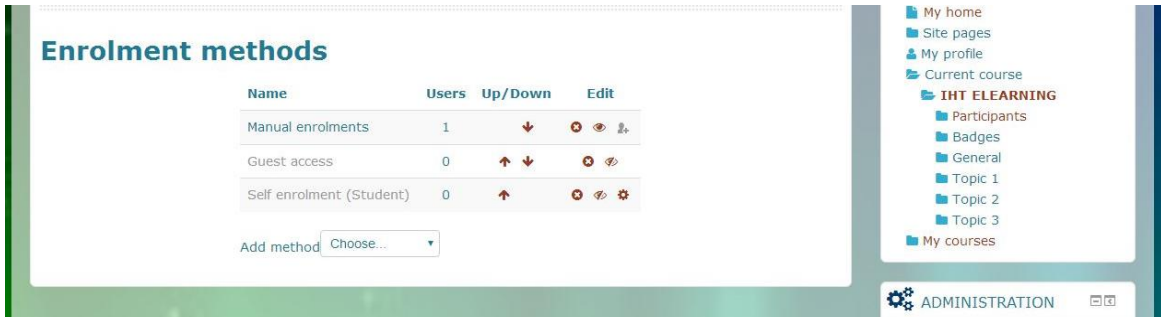 Enrolment methods
Name Users Up/Down Edit
Manual enrolments 1
Guest access 0
Self enrolment (Student) 0
Add method Choose...
My home
Site pages
My profile
Current course
IHT ELEARNING
Participants
Badges
General
Topic 1
Topic 2
Topic 3
My courses
ADMINISTRATION